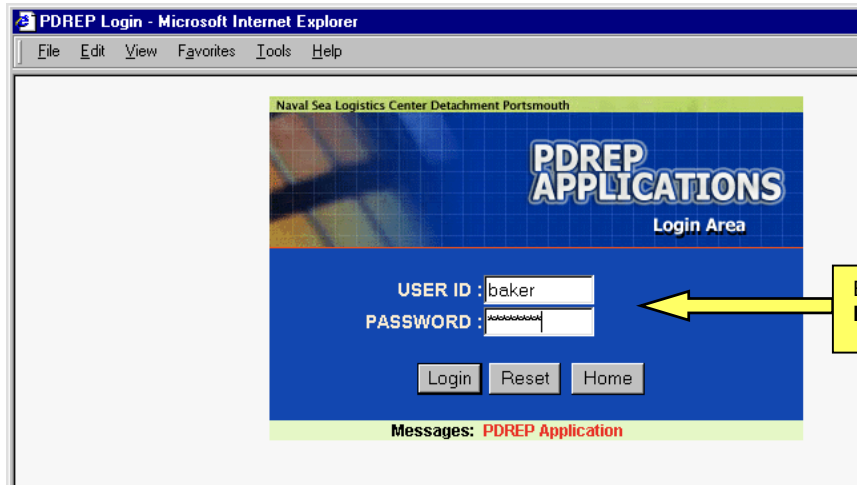 PDREP Login - Microsoft Internet Explorer
File Edit View Favorites Tools Help
Naval Sea Logistics Center Detachment Portsmouth
PDREP
APPLICATIONS
Login Area
USER ID : baker
PASSWORD : ********
Login Reset Home
Messages: PDREP Application